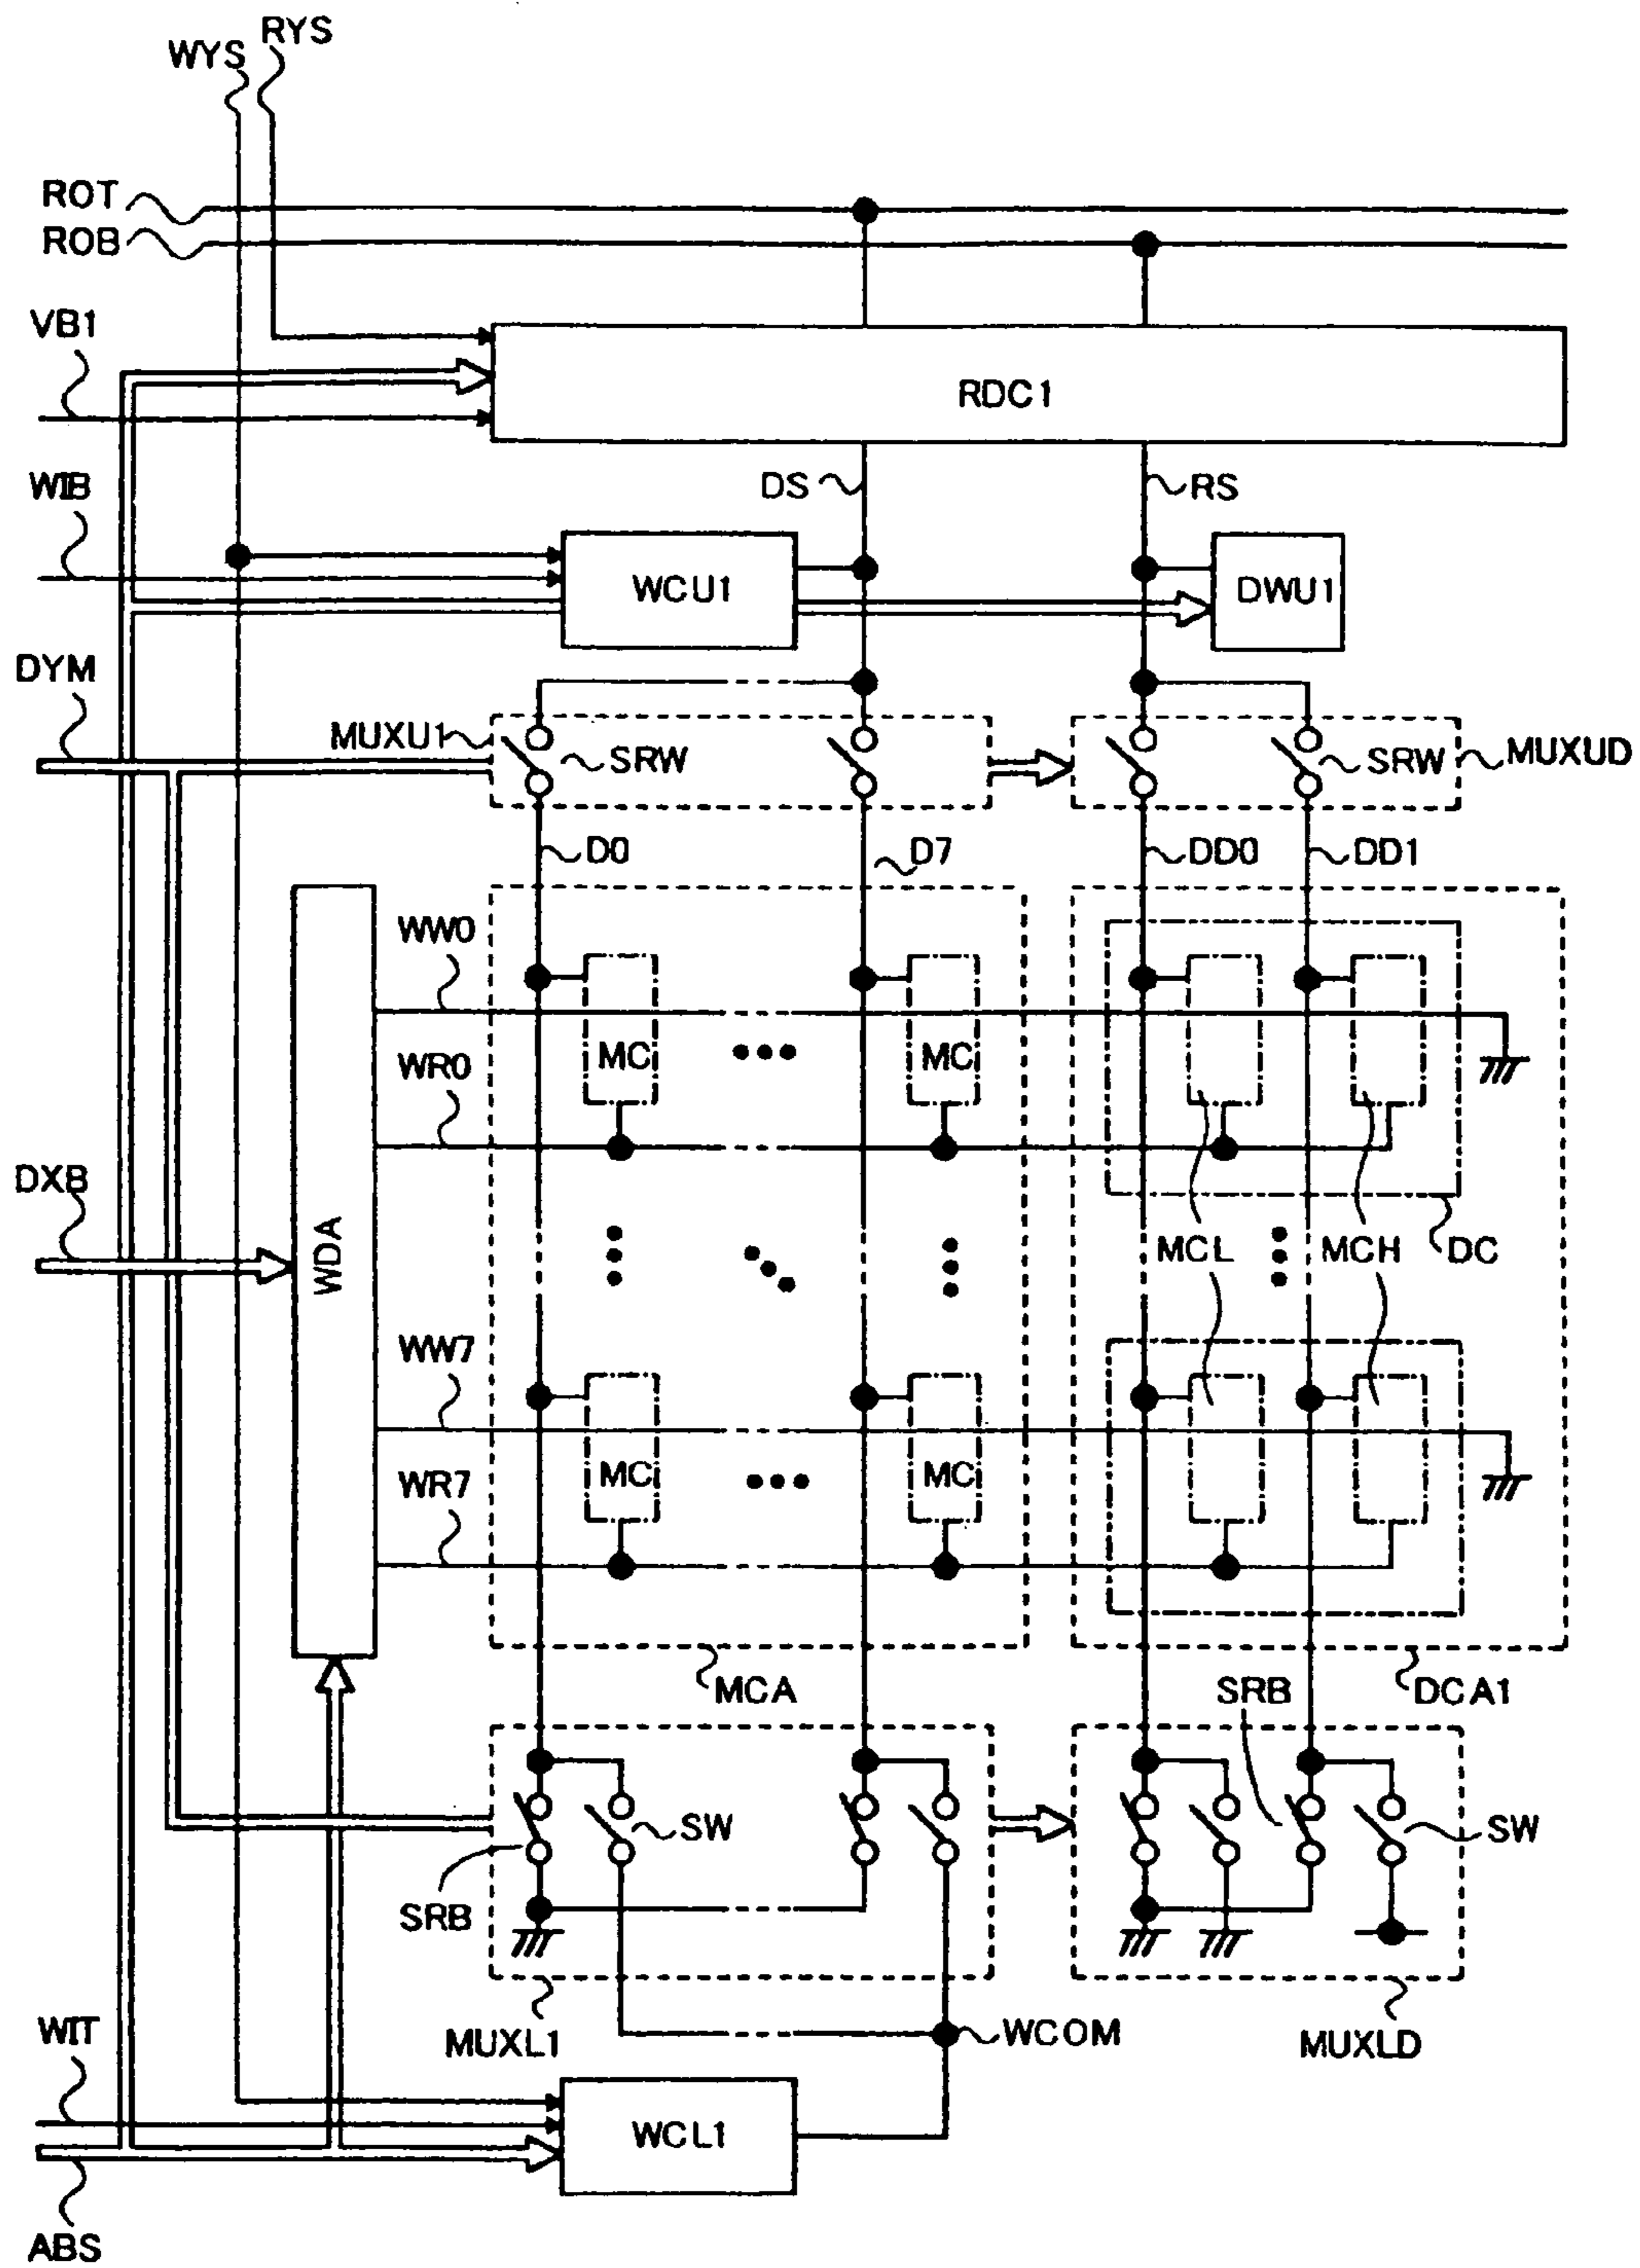 WYS RYS
ROT
ROB
VB1
RDC1
WIB
DS RS
WCU1 DWU1
DYM
MUXU1 SRW SRW MUXUD
D0 D7 DD0 DD1
WW0
MC MC
WR0
DXB
WDA
MCL MCH DC
WW7
MC MC
WR7
MCA SRB DCA1
SW SW
SRB
WIT
MUXL1 WCOM MUXLD
WCL1
ABS